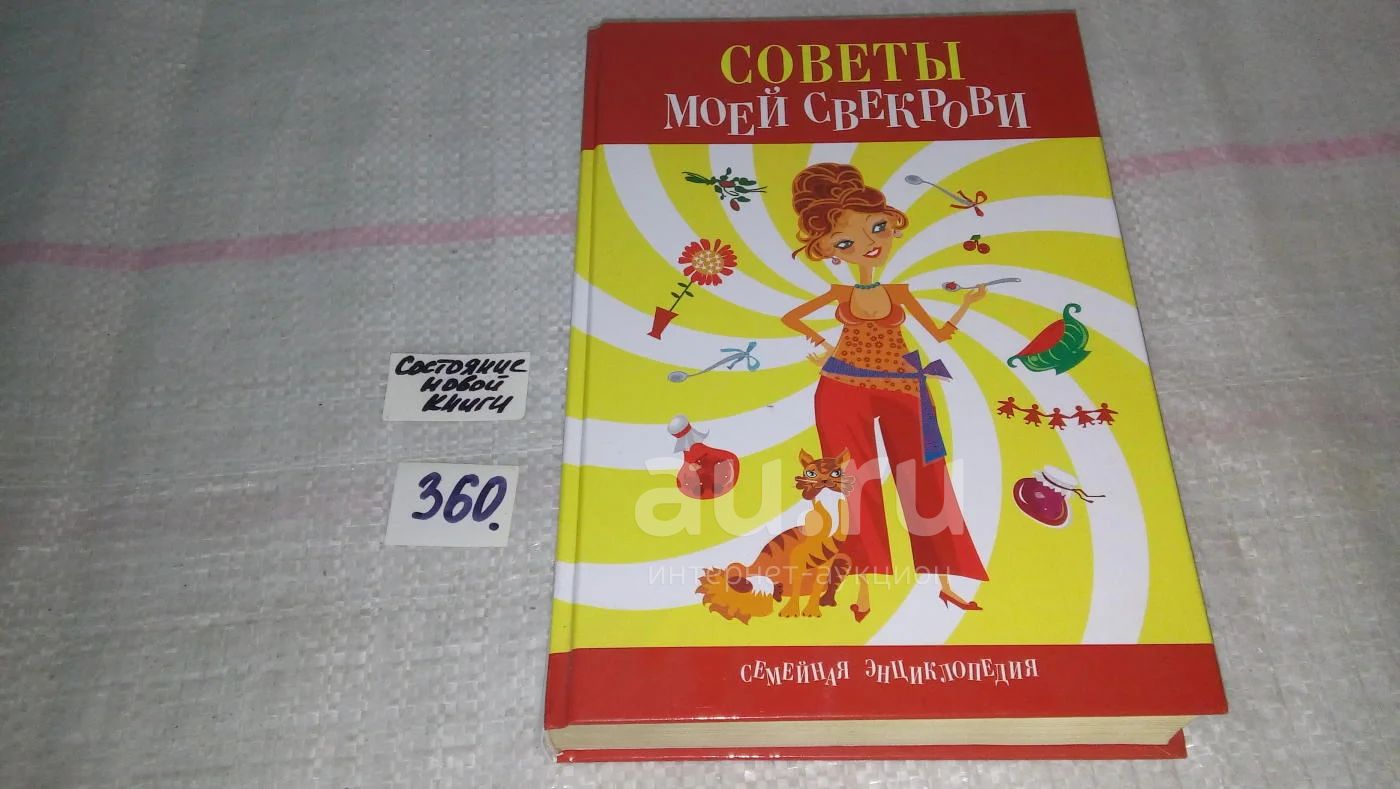 СОВЕТЫ
МОЕЙ СВЕКРОВИ
Состояние
новой
книги
360.
au.ru
интернет-аукцион
СЕМЕЙНАЯ ЭНЦИКЛОПЕДИЯ